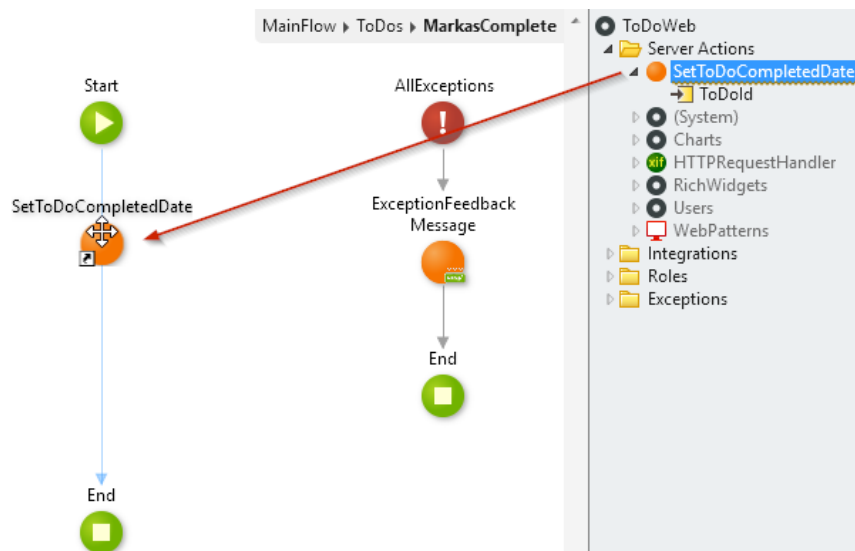 MainFlow ▸ ToDos ▸ MarkasComplete
Start
SetToDoCompletedDate
End
AllExceptions
ExceptionFeedback
Message
End
ToDoWeb
Server Actions
SetToDoCompletedDate
ToDoId
(System)
Charts
xif HTTPRequestHandler
RichWidgets
Users
WebPatterns
Integrations
Roles
Exceptions